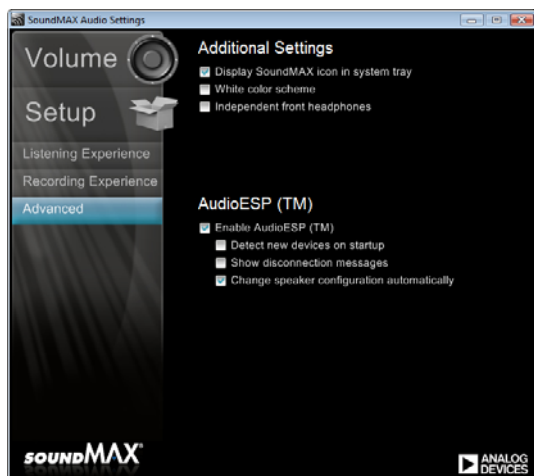 SoundMAX Audio Settings
Volume
Setup
Listening Experience
Recording Experience
Advanced
Additional Settings
Display SoundMAX icon in system tray
White color scheme
Independent front headphones
AudioESP (TM)
Enable AudioESP (TM)
Detect new devices on startup
Show disconnection messages
Change speaker configuration automatically
SOUNDMAX®
ANALOG
DEVICES